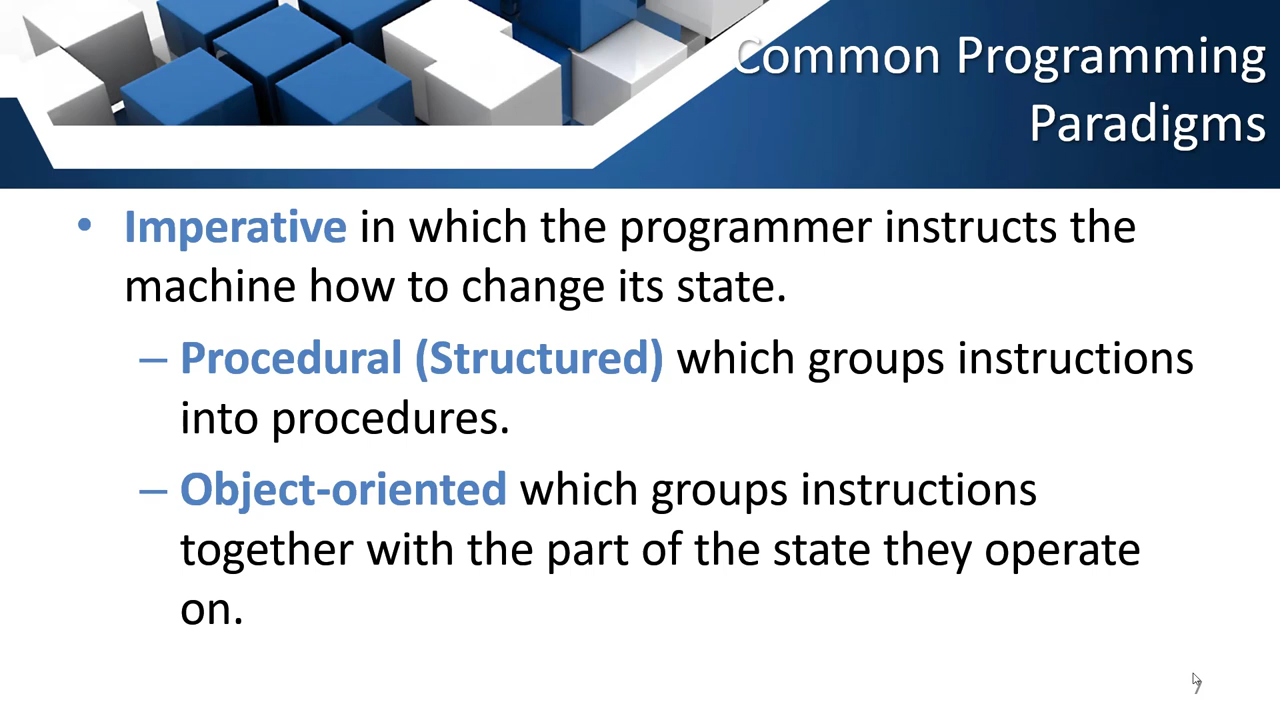 Common Programming
Paradigms
• Imperative in which the programmer instructs the
machine how to change its state.
– Procedural (Structured) which groups instructions
into procedures.
– Object-oriented which groups instructions
together with the part of the state they operate
on.
7